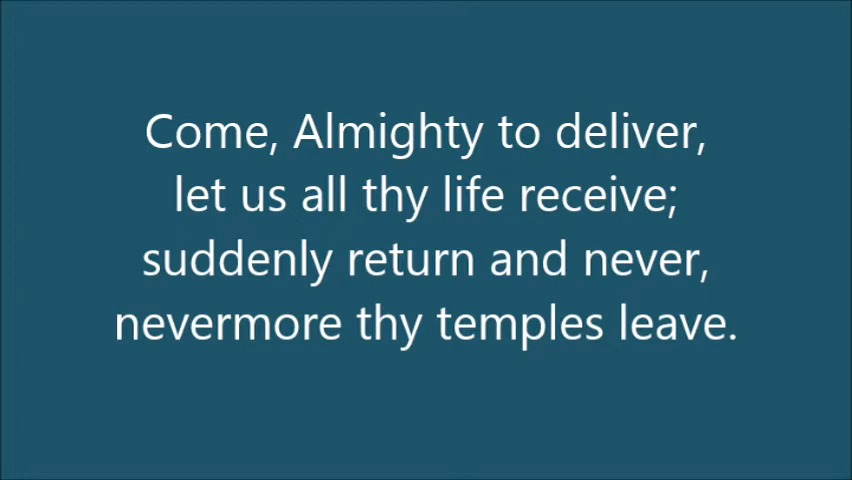 Come, Almighty to deliver,
let us all thy life receive;
suddenly return and never,
nevermore thy temples leave.